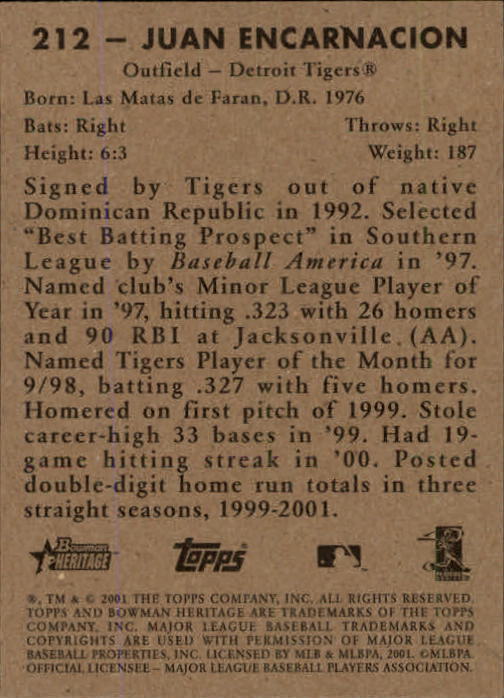 212 – JUAN ENCARNACION
Outfield – Detroit Tigers®
Born: Las Matas de Faran, D.R. 1976
Bats: Right Throws: Right
Height: 6:3 Weight: 187
Signed by Tigers out of native
Dominican Republic in 1992. Selected
“Best Batting Prospect” in Southern
League by Baseball America in ’97.
Named club’s Minor League Player of
Year in ’97, hitting .323 with 26 homers
and 90 RBI at Jacksonville (AA).
Named Tigers Player of the Month for
9/98, batting .327 with five homers.
Homered on first pitch of 1999. Stole
career-high 33 bases in ’99. Had 19-
game hitting streak in ’00. Posted
double-digit home run totals in three
straight seasons, 1999-2001.
Bowman
HERITAGE
topps
®, TM & © 2001 THE TOPPS COMPANY, INC. ALL RIGHTS RESERVED.
TOPPS AND BOWMAN HERITAGE ARE TRADEMARKS OF THE TOPPS
COMPANY, INC. MAJOR LEAGUE BASEBALL TRADEMARKS AND
COPYRIGHTS ARE USED WITH PERMISSION OF MAJOR LEAGUE
BASEBALL PROPERTIES, INC. LICENSED BY MLB & MLBPA, 2001. ©MLBPA.
OFFICIAL LICENSEE – MAJOR LEAGUE BASEBALL PLAYERS ASSOCIATION.